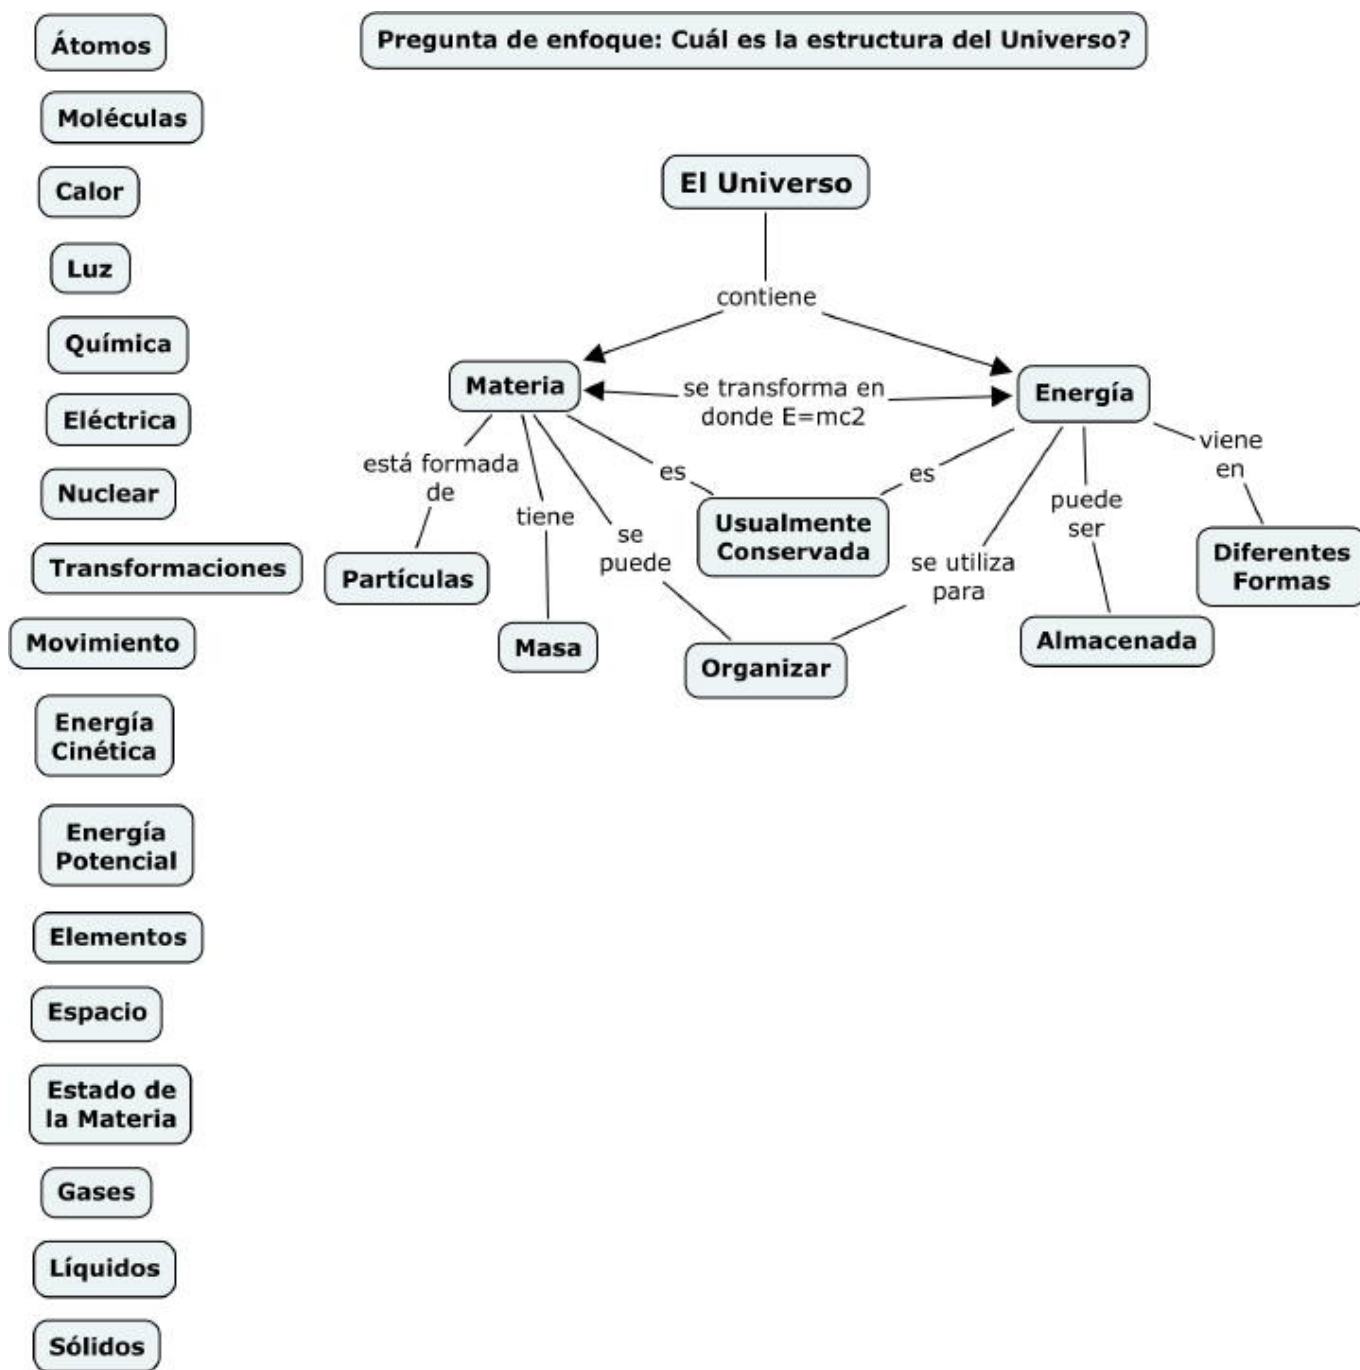 Átomos
Moléculas
Calor
Luz
Química
Eléctrica
Nuclear
Transformaciones
Movimiento
Energía
Cinética
Energía
Potencial
Elementos
Espacio
Estado de
la Materia
Gases
Líquidos
Sólidos
Pregunta de enfoque: Cuál es la estructura del Universo?
El Universo
contiene
Materia
se transforma en
donde E=mc2
Energía
está formada
de
tiene
se
puede
es
es
se utiliza
para
puede
ser
viene
en
Partículas
Masa
Organizar
Usualmente
Conservada
Almacenada
Diferentes
Formas